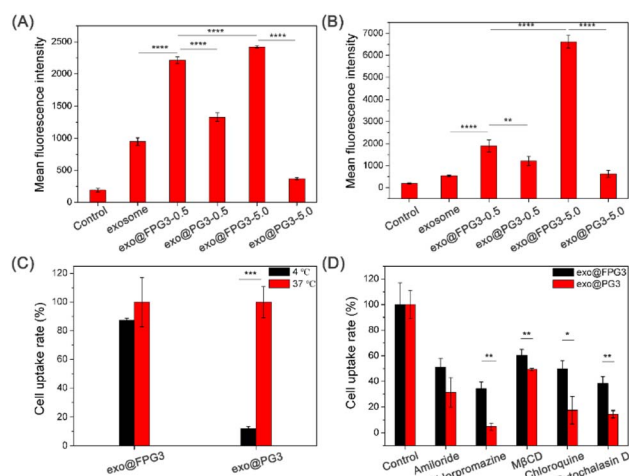 (A)
Mean fluorescence intensity
2500
2000
1500
1000
500
0
****
****
****
****
Control
exosome
exo@FPG3-0.5
exo@PG3-0.5
exo@FPG3-5.0
exo@PG3-5.0
(B)
Mean fluorescence intensity
7000
6000
5000
4000
3000
2000
1000
0
****
****
****
**
Control
exosome
exo@FPG3-0.5
exo@PG3-0.5
exo@FPG3-5.0
exo@PG3-5.0
(C)
Cell uptake rate (%)
120
100
80
60
40
20
0
4 °C
37 °C
***
exo@FPG3
exo@PG3
(D)
Cell uptake rate (%)
120
100
80
60
40
20
0
exo@FPG3
exo@PG3
**
**
*
**
Control
Amiloride
hlorpromazine
MβCD
Chloroquine
ytochalasin D